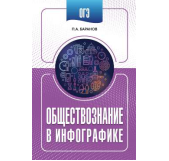 ОГЭ
П.А. БАРАНОВ
ОБЩЕСТВОЗНАНИЕ
В ИНФОГРАФИКЕ